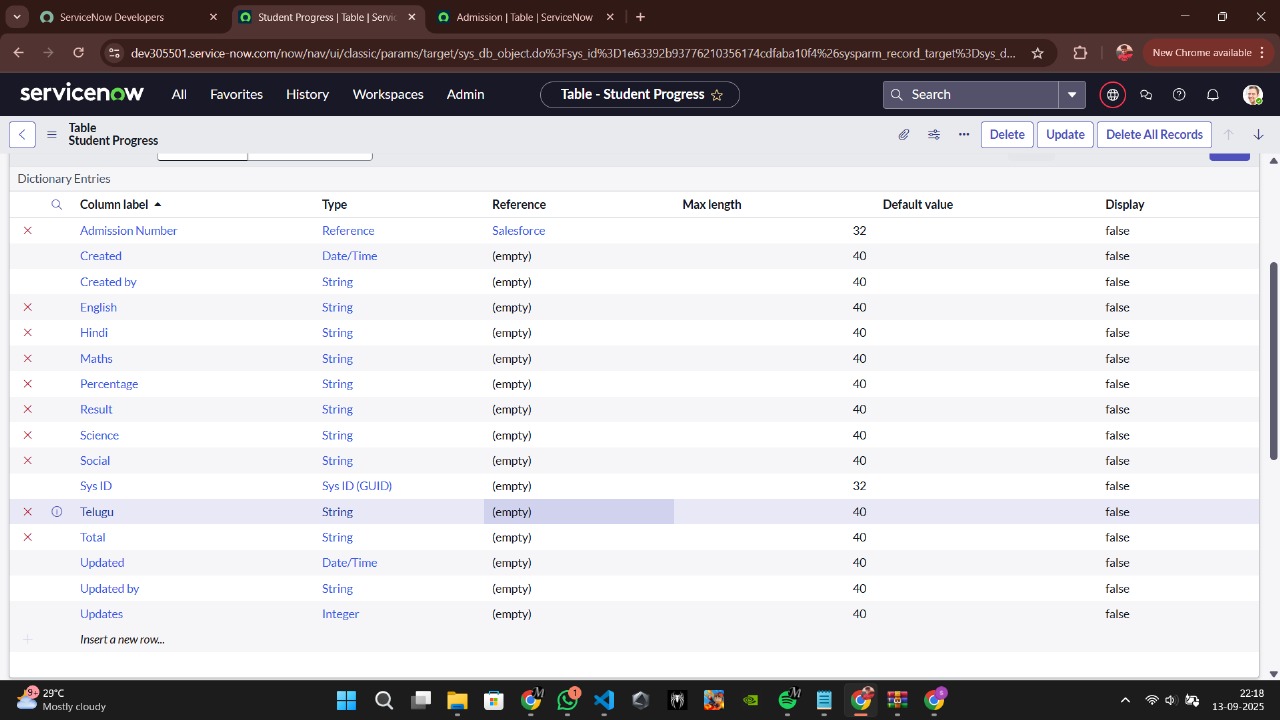 ServiceNow Developers
Student Progress | Table | Servic
Admission | Table | ServiceNow
dev305501.service-now.com/now/nav/ui/classic/params/target/sys_db_object.do%3Fsys_id%3D1e63392b93776210356174cdfaba10f4%26sysparm_record_target%3Dsys_d...
New Chrome available
servicenow
All Favorites History Workspaces Admin
Table - Student Progress
Search
Table
Student Progress
Delete Update Delete All Records
Dictionary Entries
Column label Type Reference Max length Default value Display
Admission Number Reference Salesforce 32 false
Created Date/Time (empty) 40 false
Created by String (empty) 40 false
English String (empty) 40 false
Hindi String (empty) 40 false
Maths String (empty) 40 false
Percentage String (empty) 40 false
Result String (empty) 40 false
Science String (empty) 40 false
Social String (empty) 40 false
Sys ID Sys ID (GUID) (empty) 32 false
Telugu String (empty) 40 false
Total String (empty) 40 false
Updated Date/Time (empty) 40 false
Updated by String (empty) 40 false
Updates Integer (empty) 40 false
Insert a new row...
9+
29°C
Mostly cloudy
1
22:18
13-09-2025